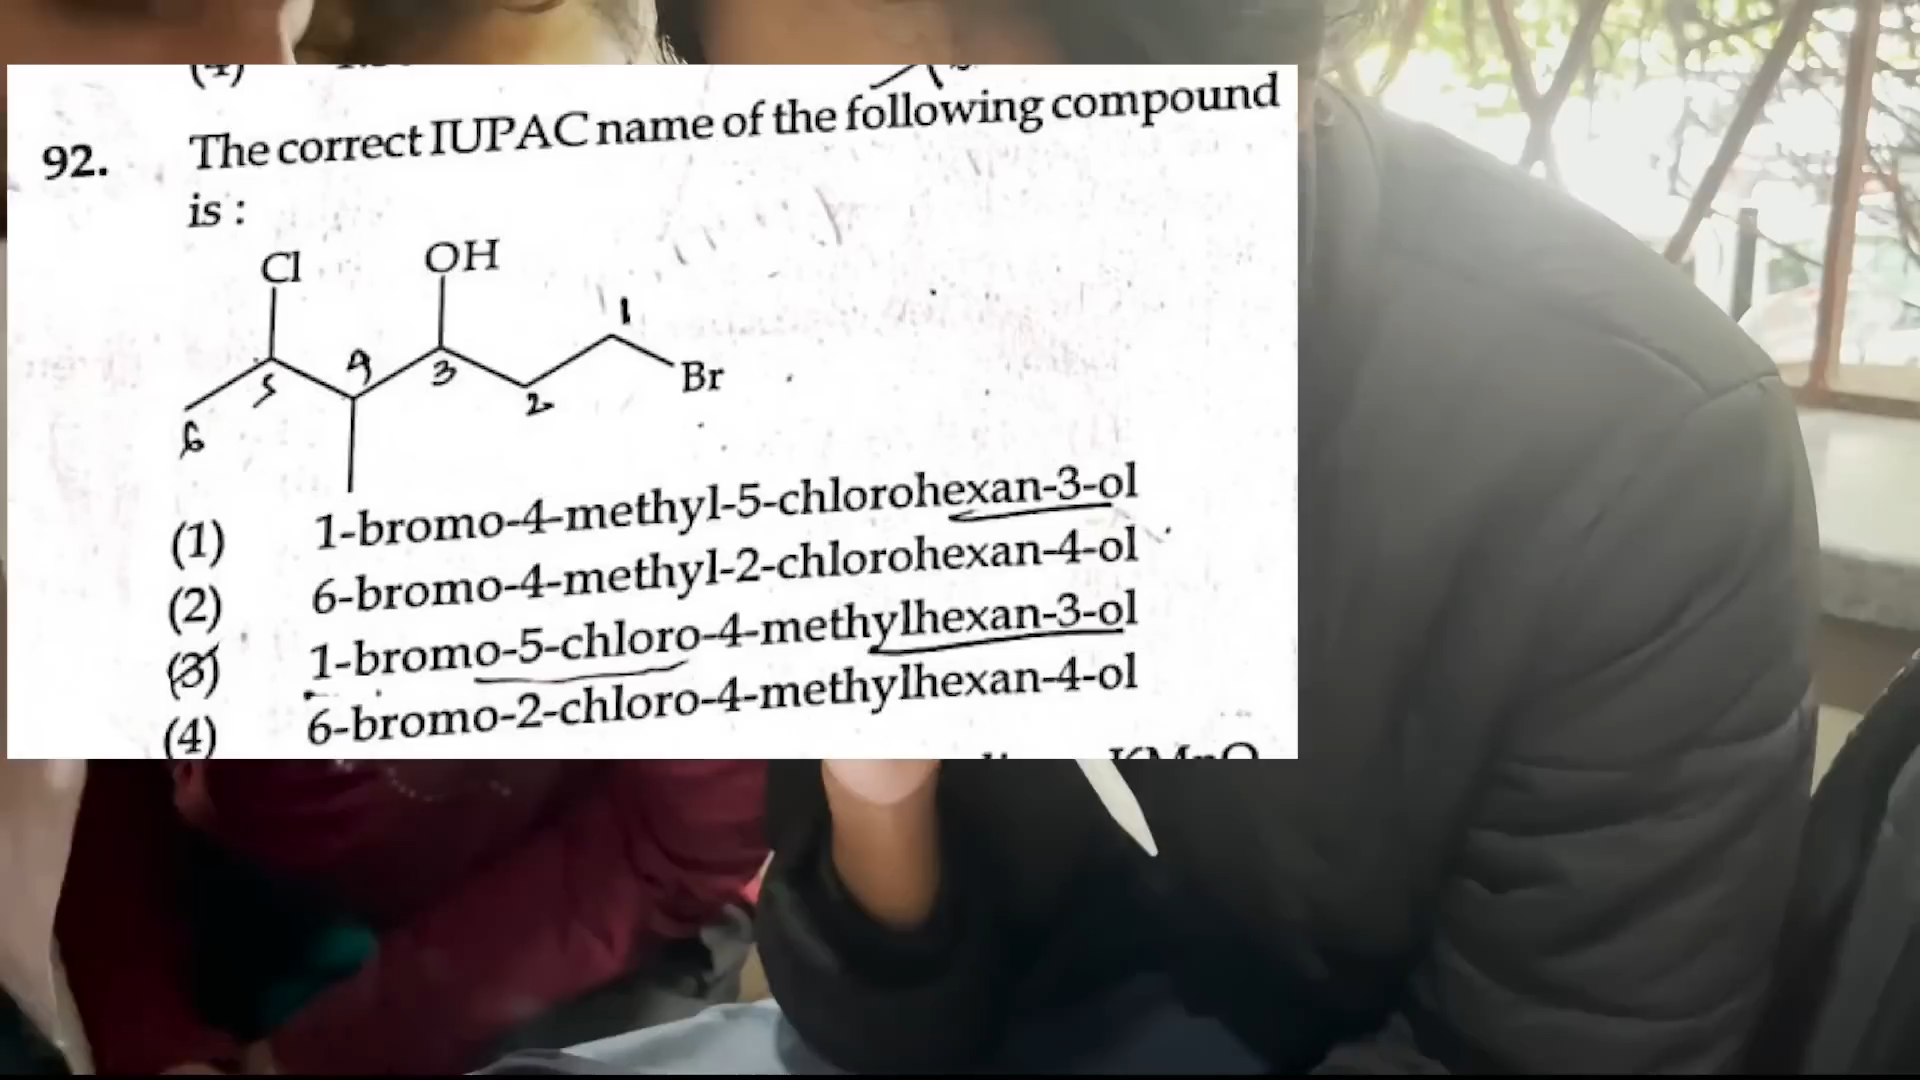 92. The correct IUPAC name of the following compound
is :
Cl OH
1
4
5 3 Br
2
6
(1) 1-bromo-4-methyl-5-chlorohexan-3-ol
(2) 6-bromo-4-methyl-2-chlorohexan-4-ol
(3) 1-bromo-5-chloro-4-methylhexan-3-ol
(4) 6-bromo-2-chloro-4-methylhexan-4-ol